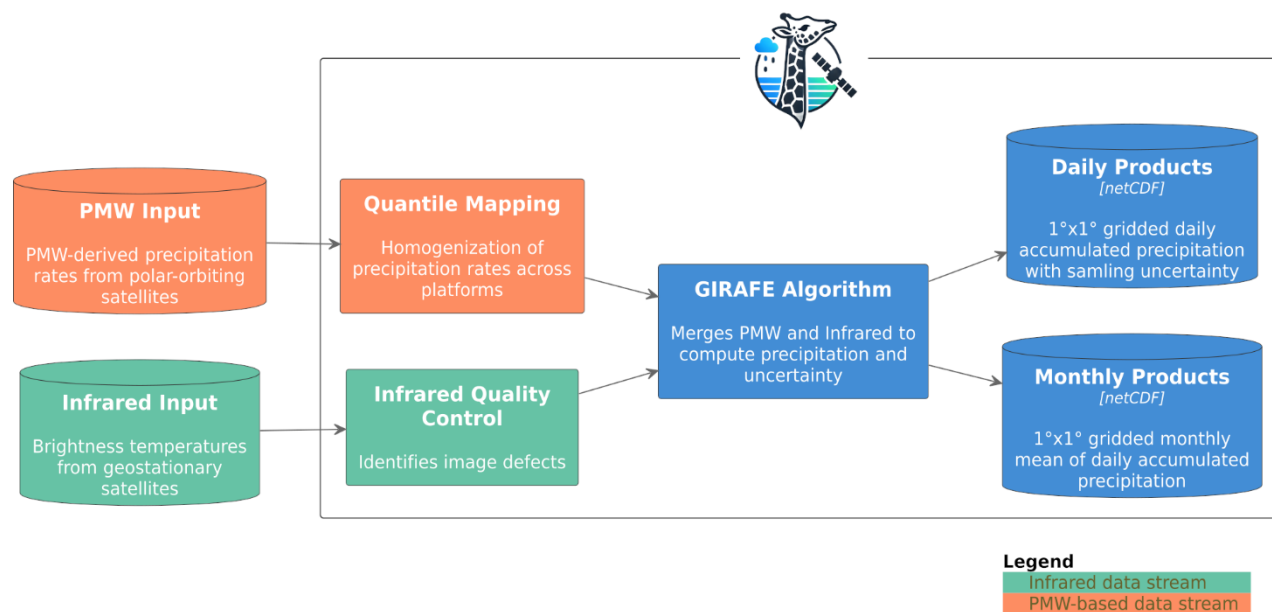 PMW Input
PMW-derived precipitation
rates from polar-orbiting
satellites
Infrared Input
Brightness temperatures
from geostationary
satellites
Quantile Mapping
Homogenization of
precipitation rates across
platforms
Infrared Quality
Control
Identifies image defects
GIRAFE Algorithm
Merges PMW and Infrared to
compute precipitation and
uncertainty
Daily Products
[netCDF]
1°x1° gridded daily
accumulated precipitation
with samling uncertainty
Monthly Products
[netCDF]
1°x1° gridded monthly
mean of daily accumulated
precipitation
Legend
Infrared data stream
PMW-based data stream